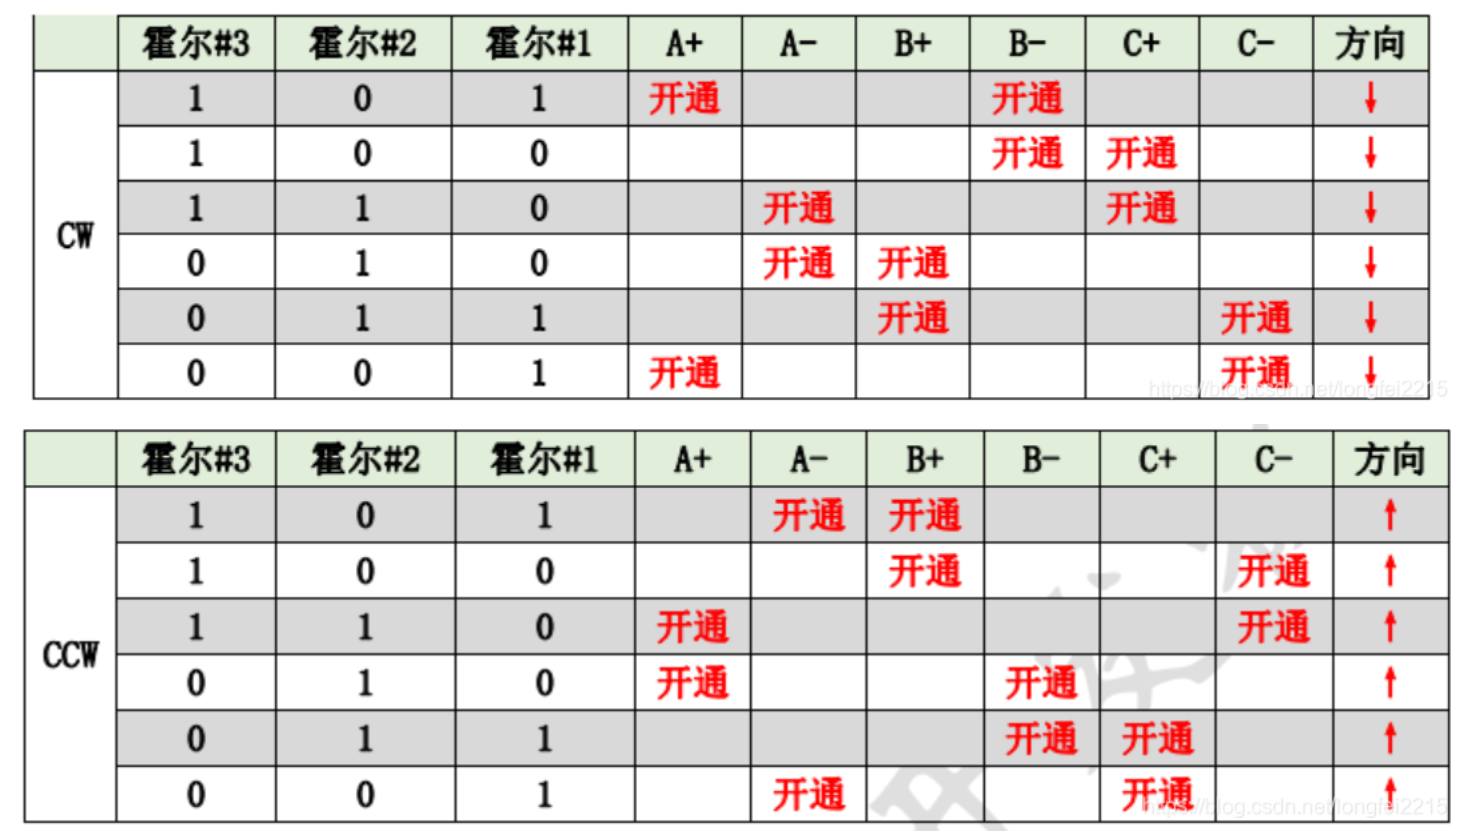 霍尔#3 霍尔#2 霍尔#1 A+ A- B+ B- C+ C- 方向
1 0 1 开通 开通 ↓
1 0 0 开通 开通 ↓
CW 1 1 0 开通 开通 ↓
0 1 0 开通 开通 ↓
0 1 1 开通 开通 ↓
0 0 1 开通 开通 ↓
https://blog.csdn.net/longfei2215
霍尔#3 霍尔#2 霍尔#1 A+ A- B+ B- C+ C- 方向
1 0 1 开通 开通 ↑
1 0 0 开通 开通 ↑
CCW 1 1 0 开通 开通 ↑
0 1 0 开通 开通 ↑
0 1 1 开通 开通 ↑
0 0 1 开通 开通 ↑
https://blog.csdn.net/longfei2215